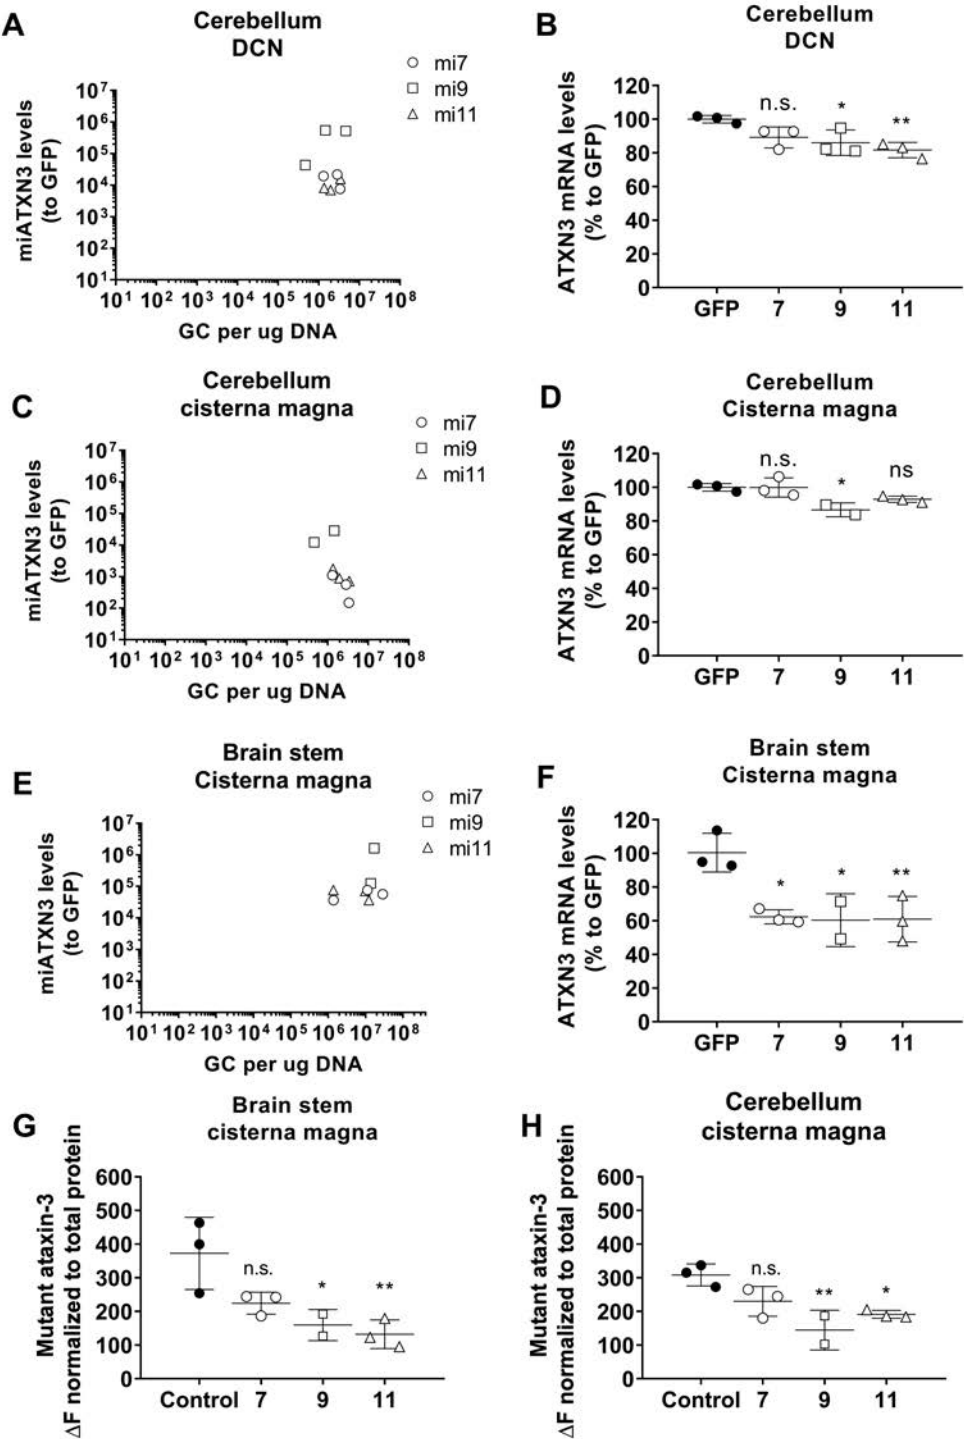 A
Cerebellum
DCN
mi7
mi9
mi11
miATXN3 levels
(to GFP)
10⁷
10⁶
10⁵
10⁴
10³
10²
10¹
10¹ 10² 10³ 10⁴ 10⁵ 10⁶ 10⁷ 10⁸
GC per ug DNA
B
Cerebellum
DCN
ATXN3 mRNA levels
(% to GFP)
120
100
80
60
40
20
0
n.s.
*
**
GFP 7 9 11
C
Cerebellum
cisterna magna
mi7
mi9
mi11
miATXN3 levels
(to GFP)
10⁷
10⁶
10⁵
10⁴
10³
10²
10¹
10¹ 10² 10³ 10⁴ 10⁵ 10⁶ 10⁷ 10⁸
GC per ug DNA
D
Cerebellum
Cisterna magna
ATXN3 mRNA levels
(% to GFP)
120
100
80
60
40
20
0
n.s.
*
ns
GFP 7 9 11
E
Brain stem
Cisterna magna
mi7
mi9
mi11
miATXN3 levels
(to GFP)
10⁷
10⁶
10⁵
10⁴
10³
10²
10¹
10¹ 10² 10³ 10⁴ 10⁵ 10⁶ 10⁷ 10⁸
GC per ug DNA
F
Brain stem
Cisterna magna
ATXN3 mRNA levels
(% to GFP)
120
100
80
60
40
20
0
*
*
**
GFP 7 9 11
G
Brain stem
cisterna magna
Mutant ataxin-3
ΔF normalized to total protein
600
500
400
300
200
100
0
n.s.
*
**
Control 7 9 11
H
Cerebellum
cisterna magna
Mutant ataxin-3
ΔF normalized to total protein
600
500
400
300
200
100
0
n.s.
**
*
Control 7 9 11